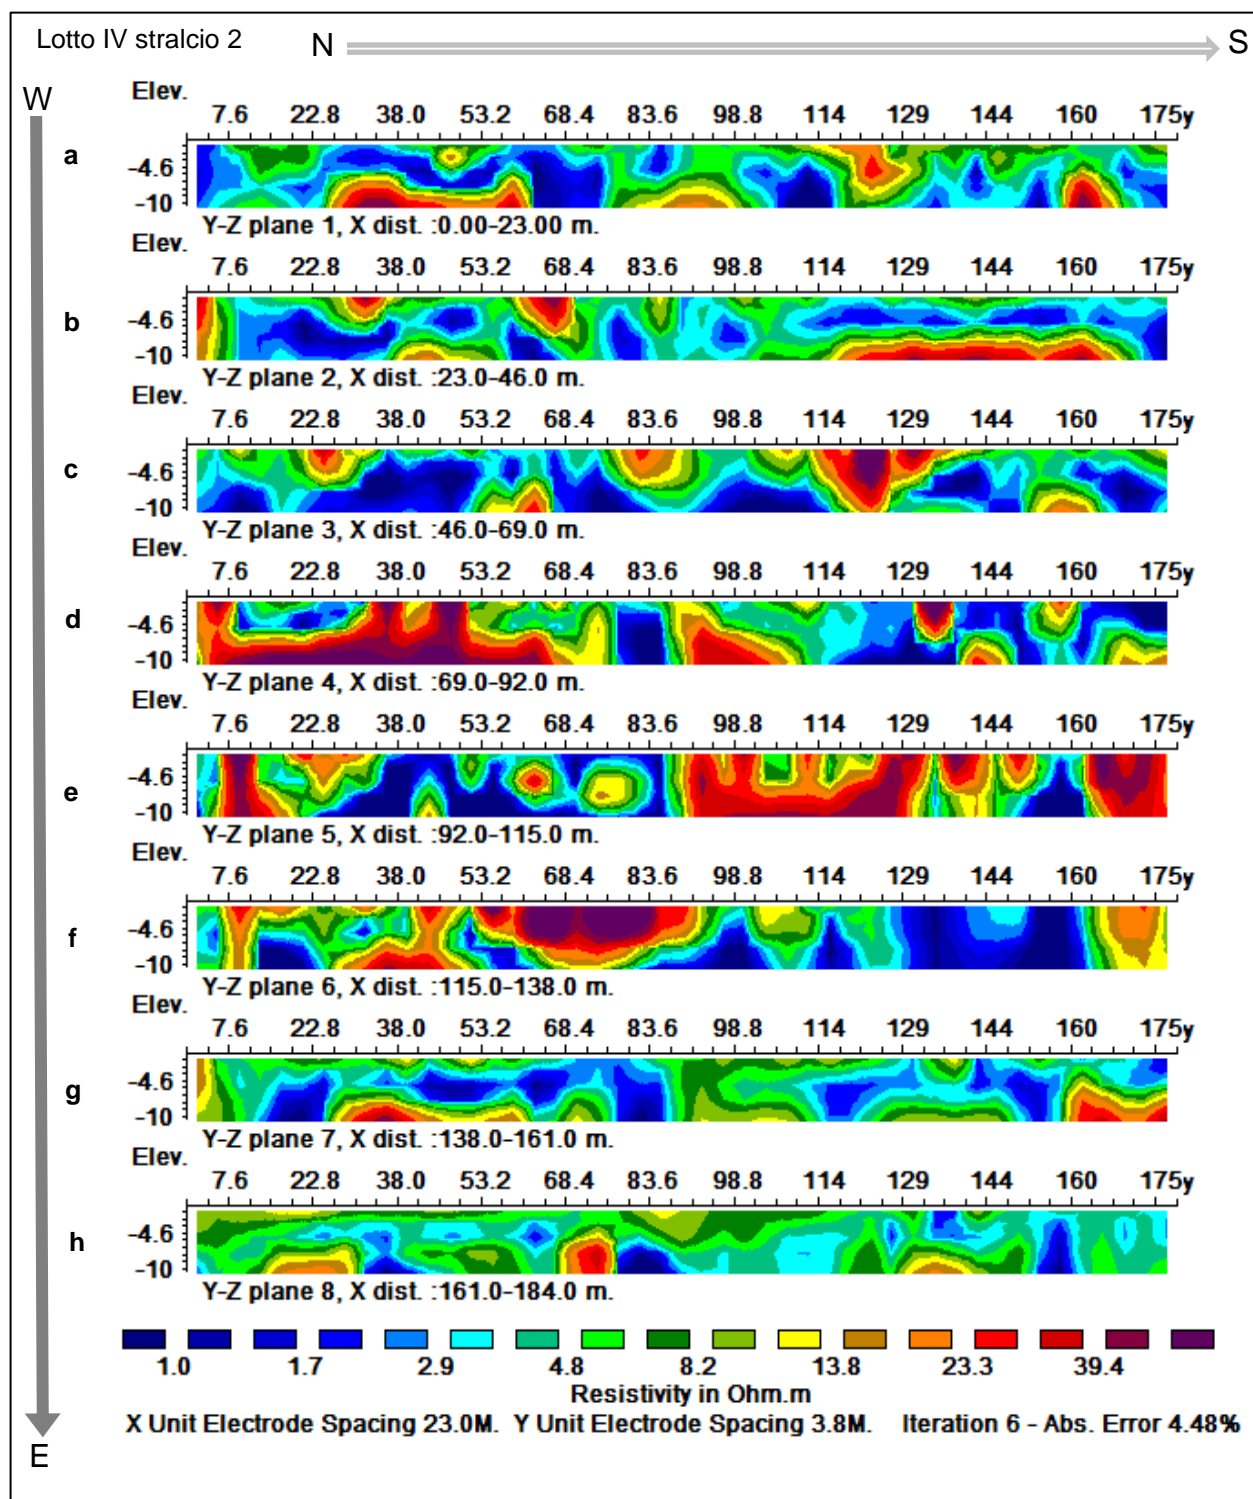 Lotto IV stralcio 2
N
S
W
Elev.
7.6 22.8 38.0 53.2 68.4 83.6 98.8 114 129 144 160 175y
a
-4.6
-10
Y-Z plane 1, X dist. :0.00-23.00 m.
Elev.
7.6 22.8 38.0 53.2 68.4 83.6 98.8 114 129 144 160 175y
b
-4.6
-10
Y-Z plane 2, X dist. :23.0-46.0 m.
Elev.
7.6 22.8 38.0 53.2 68.4 83.6 98.8 114 129 144 160 175y
c
-4.6
-10
Y-Z plane 3, X dist. :46.0-69.0 m.
Elev.
7.6 22.8 38.0 53.2 68.4 83.6 98.8 114 129 144 160 175y
d
-4.6
-10
Y-Z plane 4, X dist. :69.0-92.0 m.
Elev.
7.6 22.8 38.0 53.2 68.4 83.6 98.8 114 129 144 160 175y
e
-4.6
-10
Y-Z plane 5, X dist. :92.0-115.0 m.
Elev.
7.6 22.8 38.0 53.2 68.4 83.6 98.8 114 129 144 160 175y
f
-4.6
-10
Y-Z plane 6, X dist. :115.0-138.0 m.
Elev.
7.6 22.8 38.0 53.2 68.4 83.6 98.8 114 129 144 160 175y
g
-4.6
-10
Y-Z plane 7, X dist. :138.0-161.0 m.
Elev.
7.6 22.8 38.0 53.2 68.4 83.6 98.8 114 129 144 160 175y
h
-4.6
-10
Y-Z plane 8, X dist. :161.0-184.0 m.
1.0 1.7 2.9 4.8 8.2 13.8 23.3 39.4
Resistivity in Ohm.m
X Unit Electrode Spacing 23.0M. Y Unit Electrode Spacing 3.8M. Iteration 6 - Abs. Error 4.48%
E